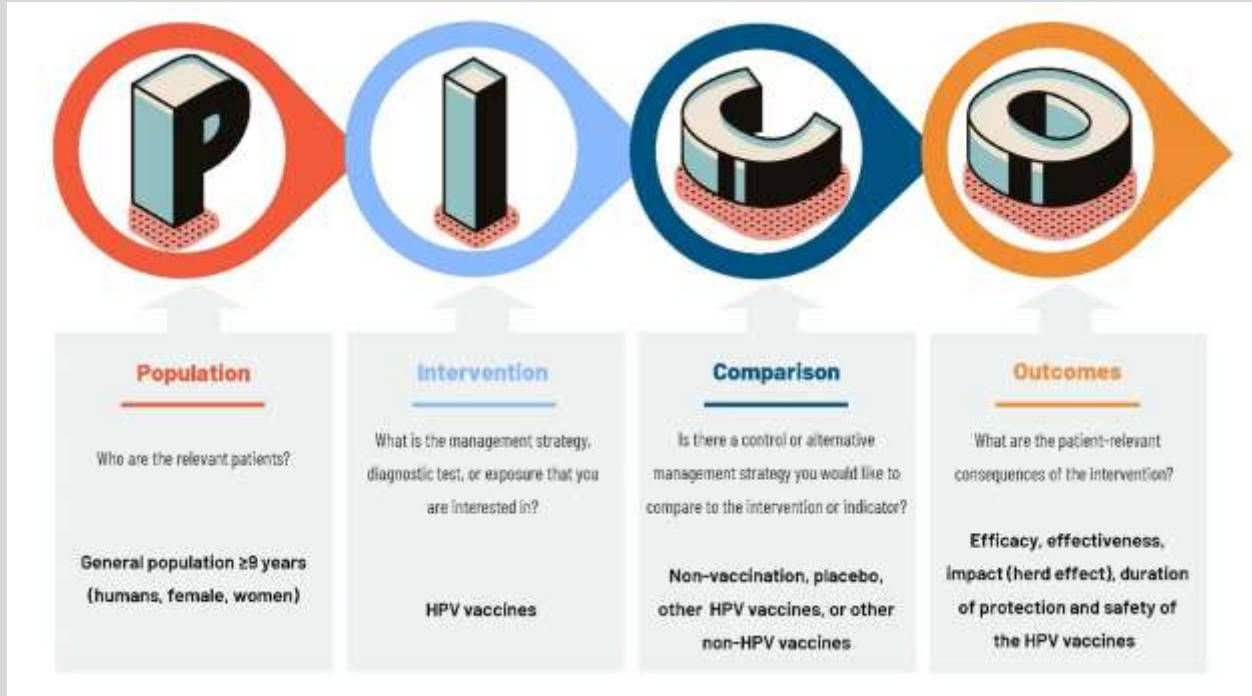 P I C O
Population
Who are the relevant patients?
General population ≥9 years
(humans, female, women)
Intervention
What is the management strategy,
diagnostic test, or exposure that you
are interested in?
HPV vaccines
Comparison
Is there a control or alternative
management strategy you would like to
compare to the intervention or indicator?
Non-vaccination, placebo,
other HPV vaccines, or other
non-HPV vaccines
Outcomes
What are the patient-relevant
consequences of the intervention?
Efficacy, effectiveness,
impact (herd effect), duration
of protection and safety of
the HPV vaccines